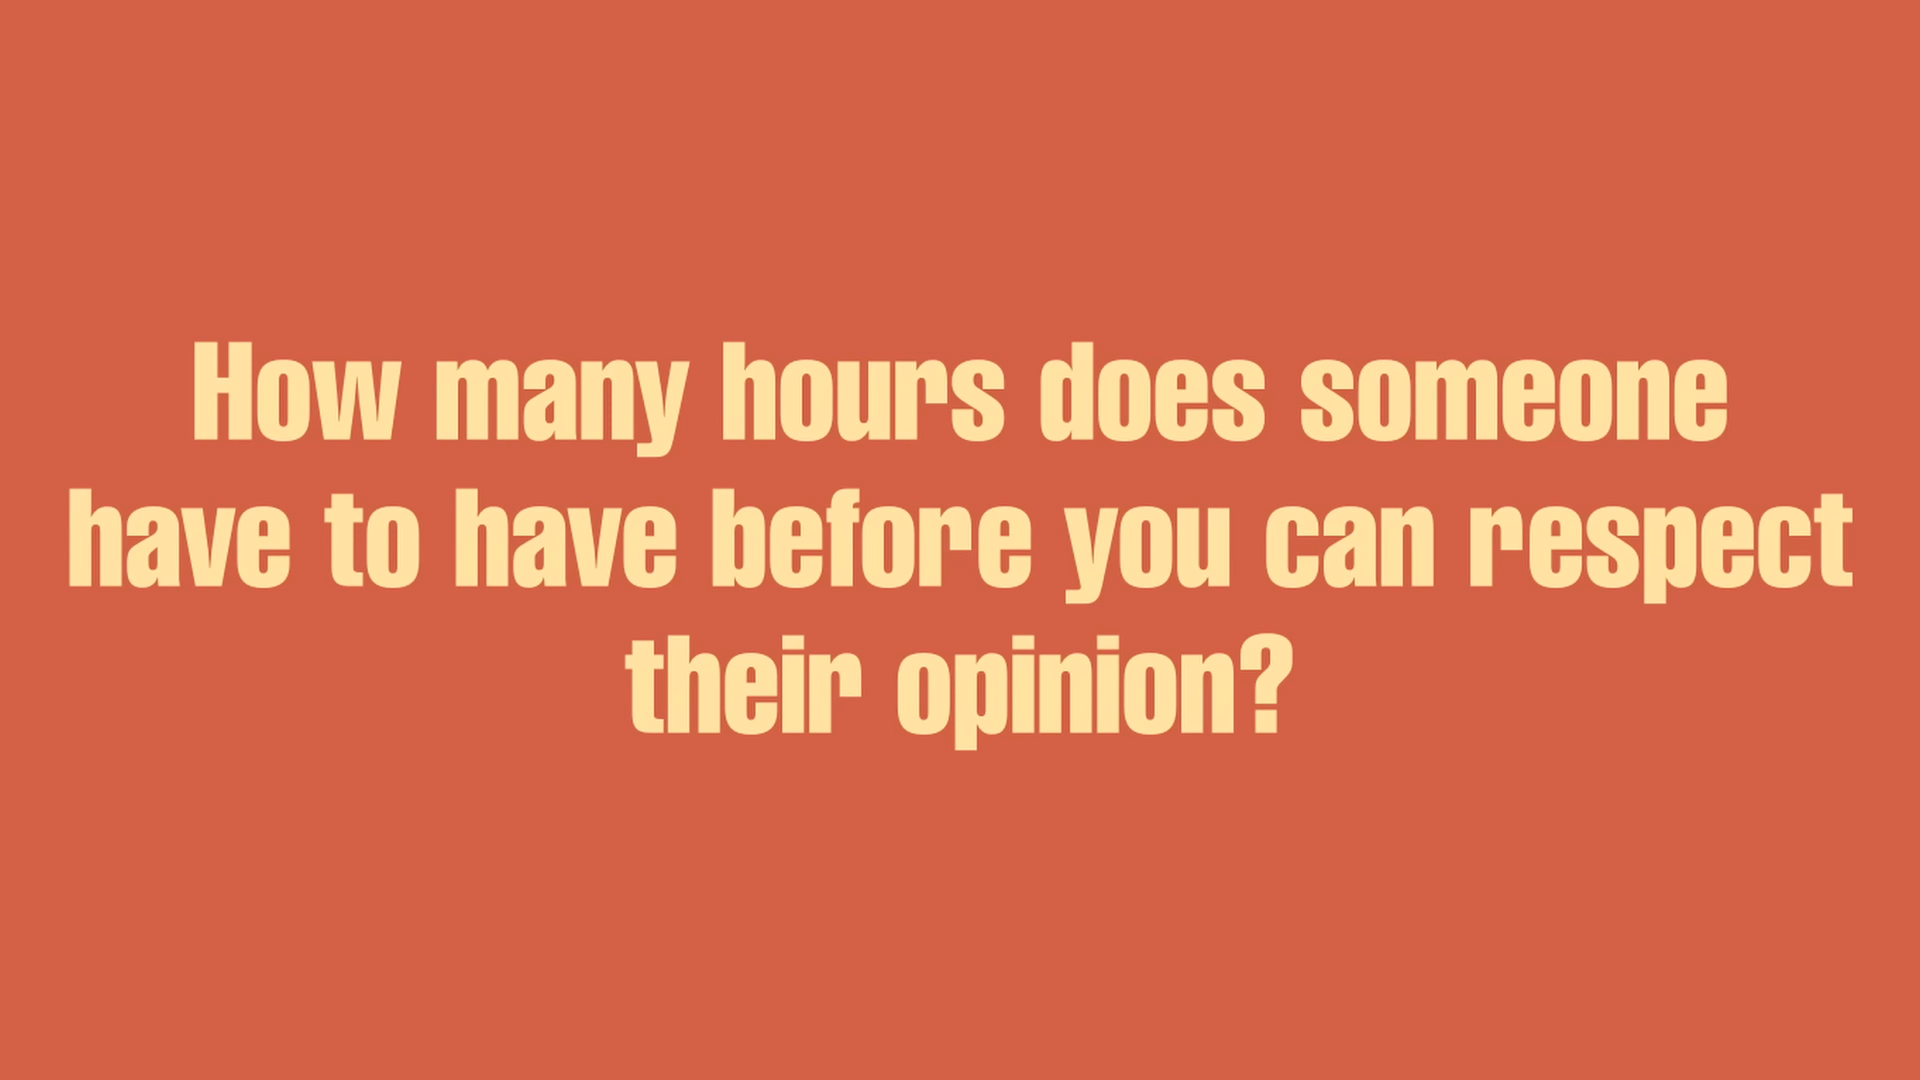 How many hours does someone
have to have before you can respect
their opinion?